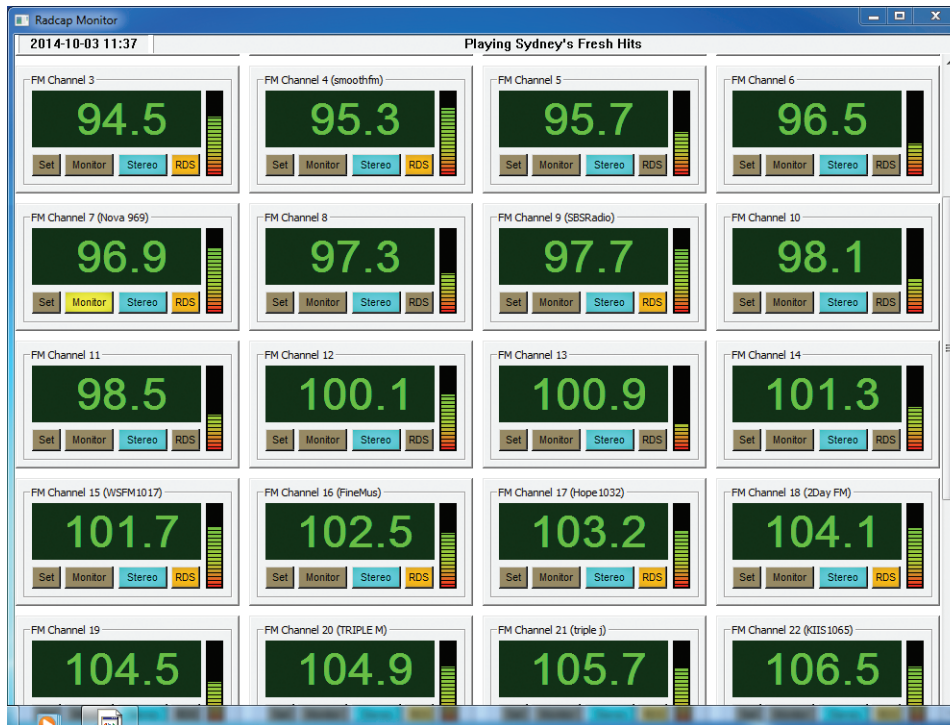 Radcap Monitor
2014-10-03 11:37 Playing Sydney's Fresh Hits
FM Channel 3 FM Channel 4 (smoothfm) FM Channel 5 FM Channel 6
94.5 95.3 95.7 96.5
Set Monitor Stereo RDS Set Monitor Stereo RDS Set Monitor Stereo RDS Set Monitor Stereo RDS
FM Channel 7 (Nova 969) FM Channel 8 FM Channel 9 (SBSRadio) FM Channel 10
96.9 97.3 97.7 98.1
Set Monitor Stereo RDS Set Monitor Stereo RDS Set Monitor Stereo RDS Set Monitor Stereo RDS
FM Channel 11 FM Channel 12 FM Channel 13 FM Channel 14
98.5 100.1 100.9 101.3
Set Monitor Stereo RDS Set Monitor Stereo RDS Set Monitor Stereo RDS Set Monitor Stereo RDS
FM Channel 15 (WSFM1017) FM Channel 16 (FineMus) FM Channel 17 (Hope1032) FM Channel 18 (2Day FM)
101.7 102.5 103.2 104.1
Set Monitor Stereo RDS Set Monitor Stereo RDS Set Monitor Stereo RDS Set Monitor Stereo RDS
FM Channel 19 FM Channel 20 (TRIPLE M) FM Channel 21 (triple j) FM Channel 22 (KIIS1065)
104.5 104.9 105.7 106.5